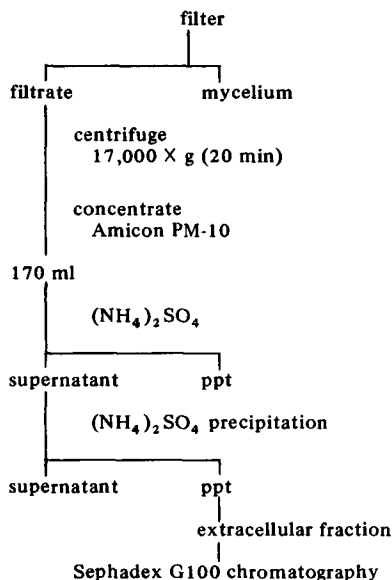 filter
filtrate mycelium
centrifuge
17,000 X g (20 min)
concentrate
Amicon PM-10
170 ml
(NH₄)₂SO₄
supernatant ppt
(NH₄)₂SO₄ precipitation
supernatant ppt
extracellular fraction
Sephadex G100 chromatography